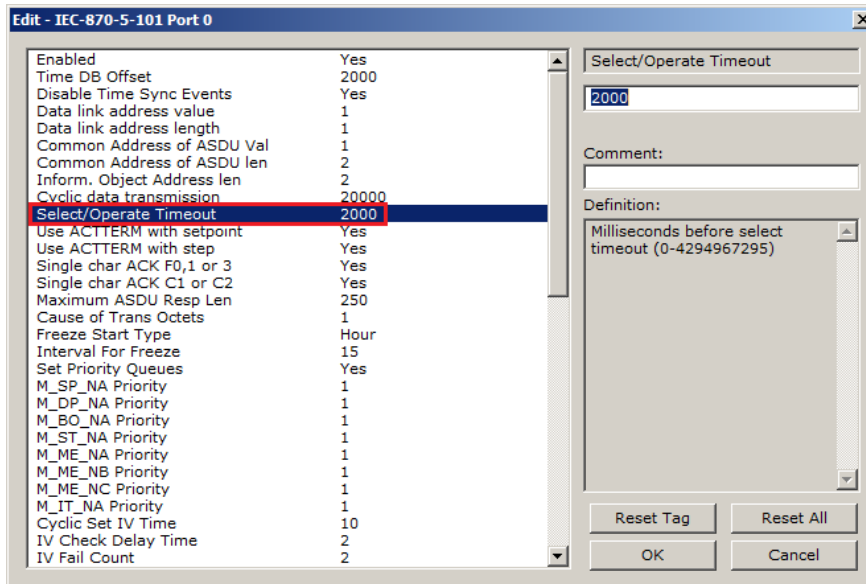 Edit - IEC-870-5-101 Port 0
Enabled Yes
Time DB Offset 2000
Disable Time Sync Events Yes
Data link address value 1
Data link address length 1
Common Address of ASDU Val 1
Common Address of ASDU len 2
Inform. Object Address len 2
Cyclic data transmission 20000
Select/Operate Timeout 2000
Use ACTTERM with setpoint Yes
Use ACTTERM with step Yes
Single char ACK F0,1 or 3 Yes
Single char ACK C1 or C2 Yes
Maximum ASDU Resp Len 250
Cause of Trans Octets 1
Freeze Start Type Hour
Interval For Freeze 15
Set Priority Queues Yes
M_SP_NA Priority 1
M_DP_NA Priority 1
M_BO_NA Priority 1
M_ST_NA Priority 1
M_ME_NA Priority 1
M_ME_NB Priority 1
M_ME_NC Priority 1
M_IT_NA Priority 1
Cyclic Set IV Time 10
IV Check Delay Time 2
IV Fail Count 2
Select/Operate Timeout
2000
Comment:
Definition:
Milliseconds before select
timeout (0-4294967295)
Reset Tag Reset All
OK Cancel